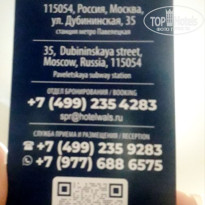 115054, Россия, Москва,
ул. Дубининская, 35
станция метро Павелецкая
35, Dubininskaya street,
Moscow, Russia, 115054
Paveletskaya subway station
ОТДЕЛ БРОНИРОВАНИЯ / BOOKING
+7 (499) 235 4283
spr@hotelwals.ru
СЛУЖБА ПРИЕМА И РАЗМЕЩЕНИЯ / RECEPTION
+7 (499) 235 9283
+7 (977) 688 6575
TopHotels